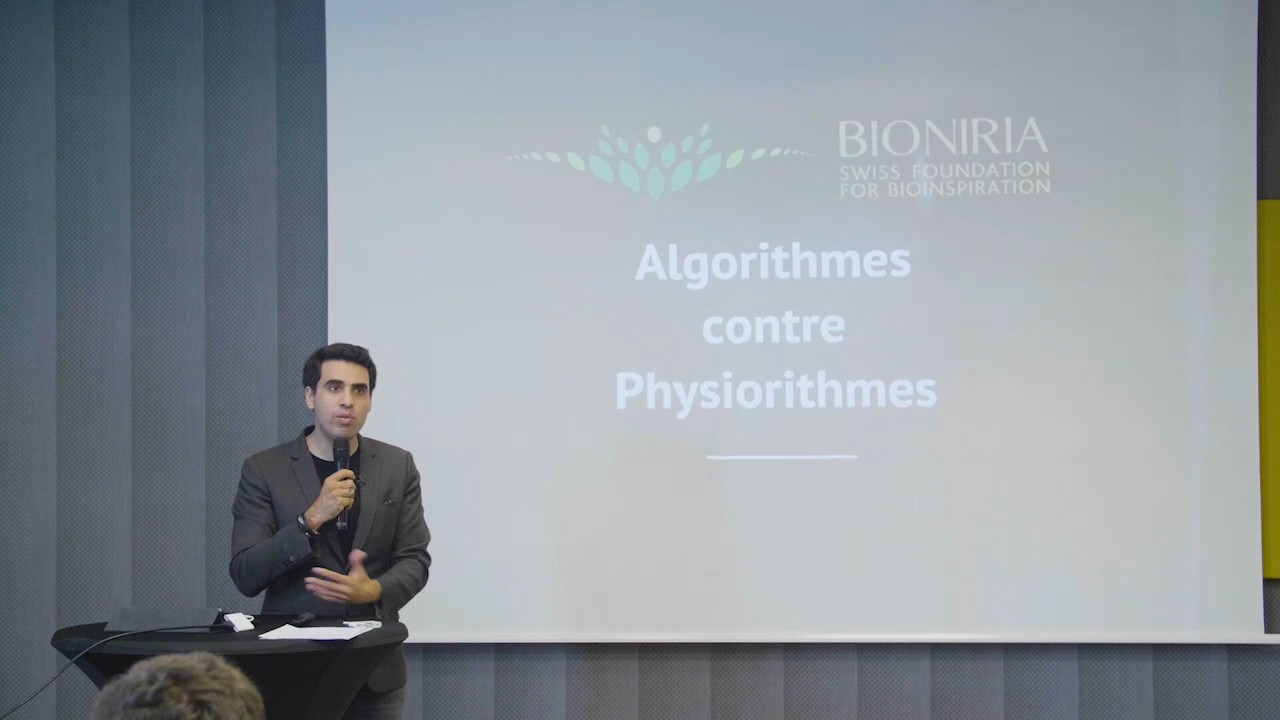 BIONIRIA
SWISS FOUNDATION
FOR BIOINSPIRATION
Algorithmes
contre
Physiorithmes